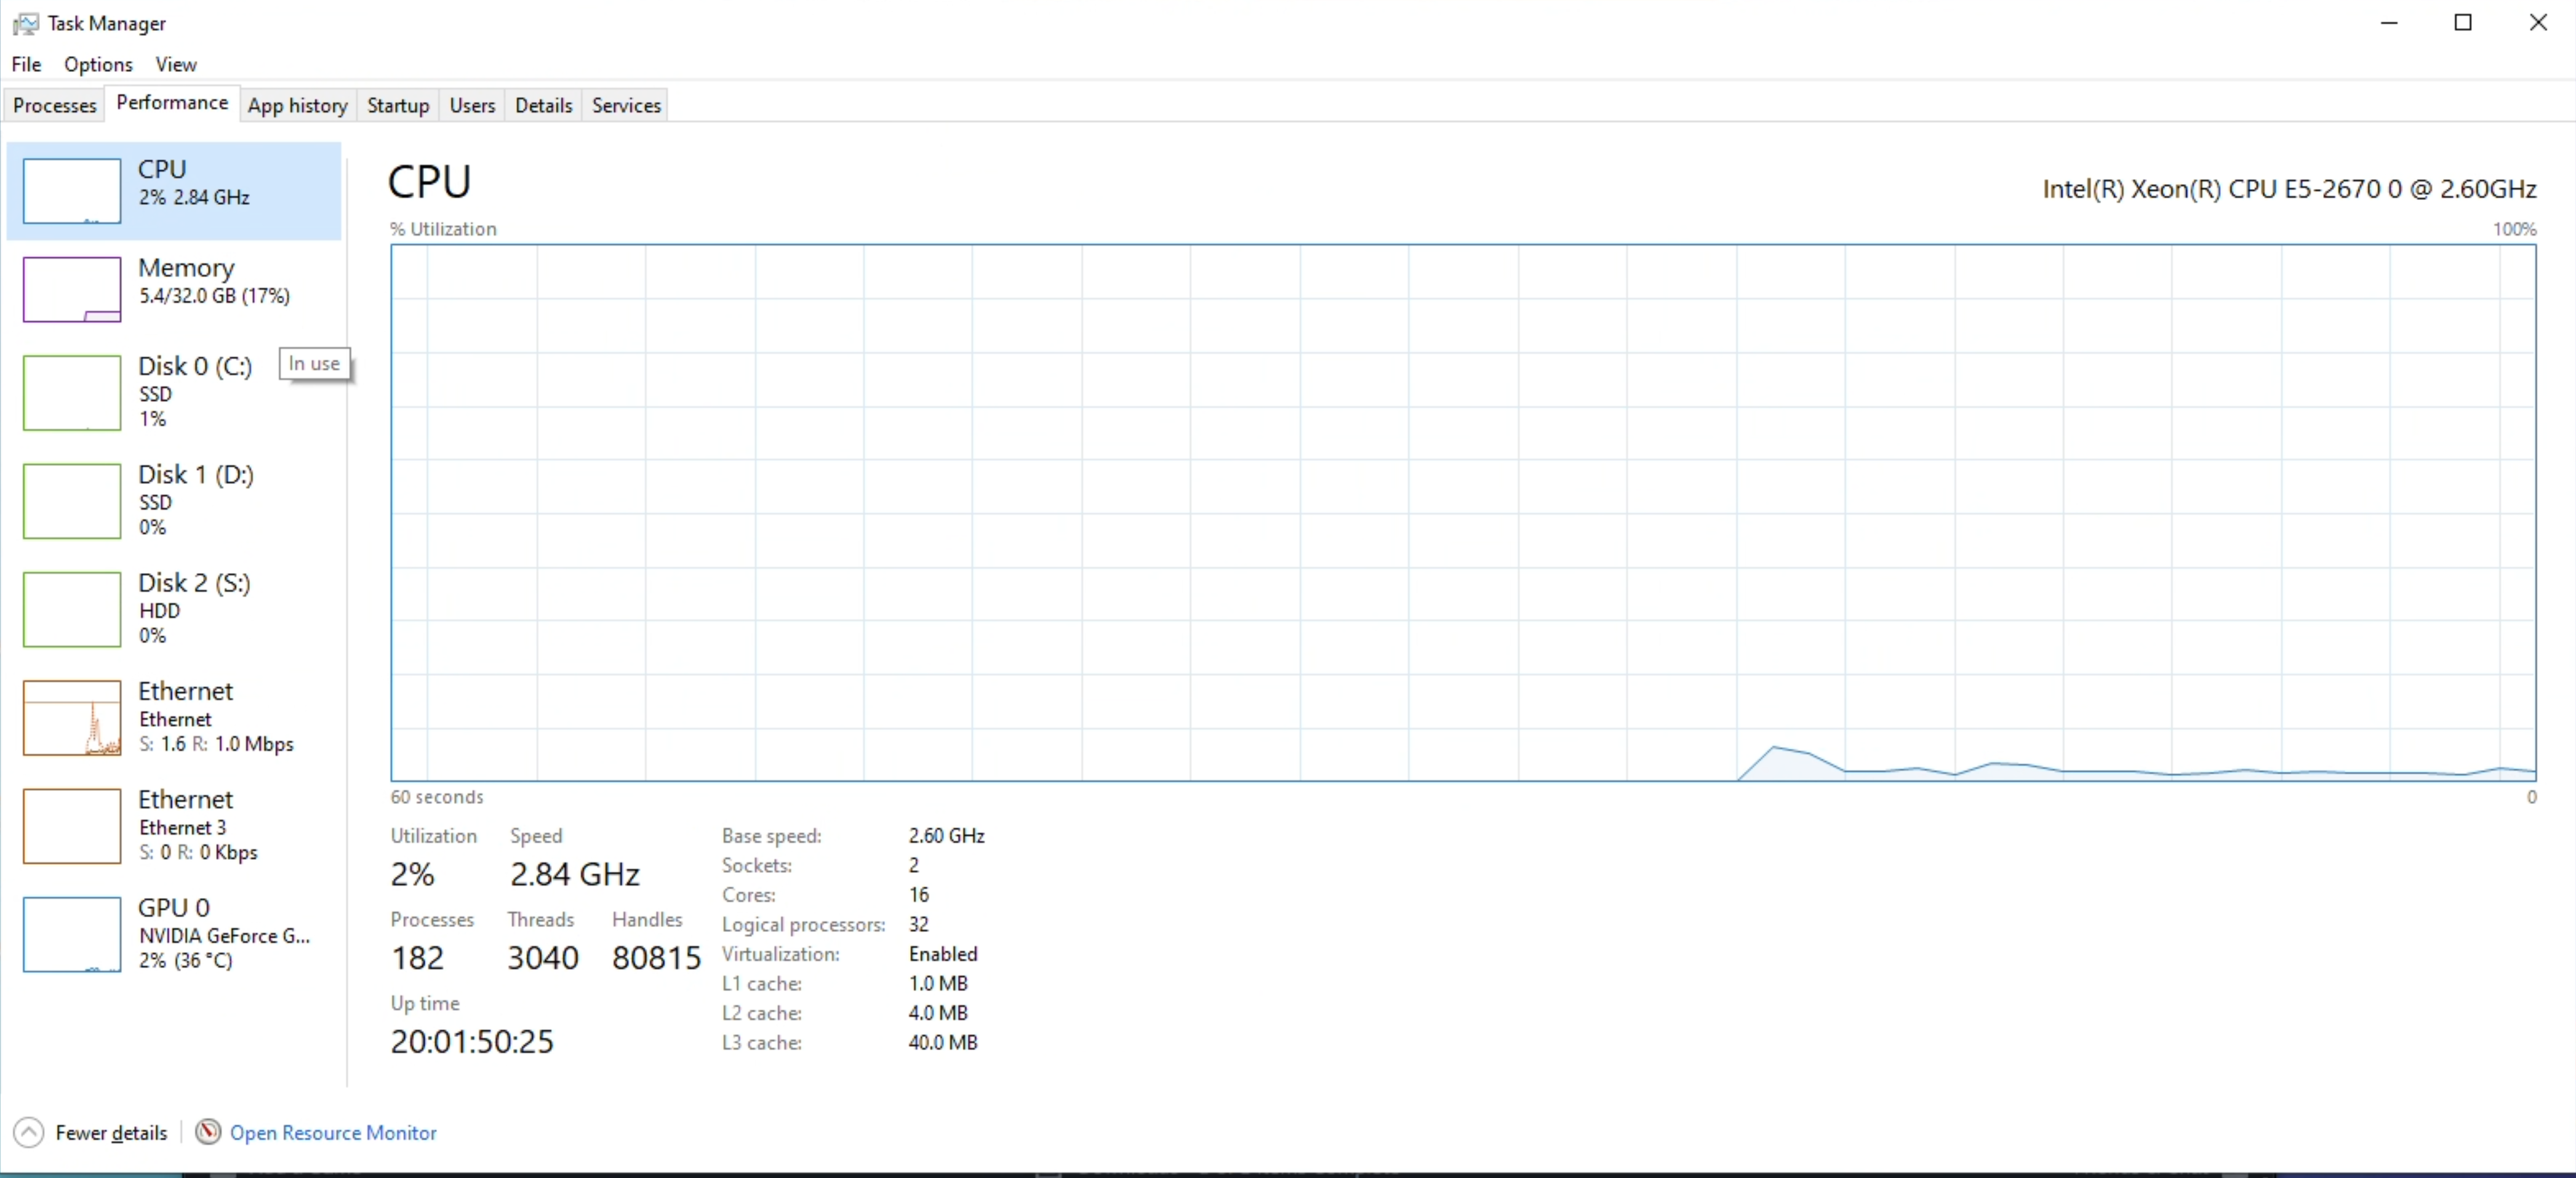 Task Manager
File Options View
Processes Performance App history Startup Users Details Services
CPU
2% 2.84 GHz
Memory
5.4/32.0 GB (17%)
Disk 0 (C:)
SSD
1%
In use
Disk 1 (D:)
SSD
0%
Disk 2 (S:)
HDD
0%
Ethernet
Ethernet
S: 1.6 R: 1.0 Mbps
Ethernet
Ethernet 3
S: 0 R: 0 Kbps
GPU 0
NVIDIA GeForce G...
2% (36 °C)
CPU
Intel(R) Xeon(R) CPU E5-2670 0 @ 2.60GHz
% Utilization 100%
60 seconds 0
Utilization Speed
2% 2.84 GHz
Processes Threads Handles
182 3040 80815
Up time
20:01:50:25
Base speed: 2.60 GHz
Sockets: 2
Cores: 16
Logical processors: 32
Virtualization: Enabled
L1 cache: 1.0 MB
L2 cache: 4.0 MB
L3 cache: 40.0 MB
Fewer details Open Resource Monitor